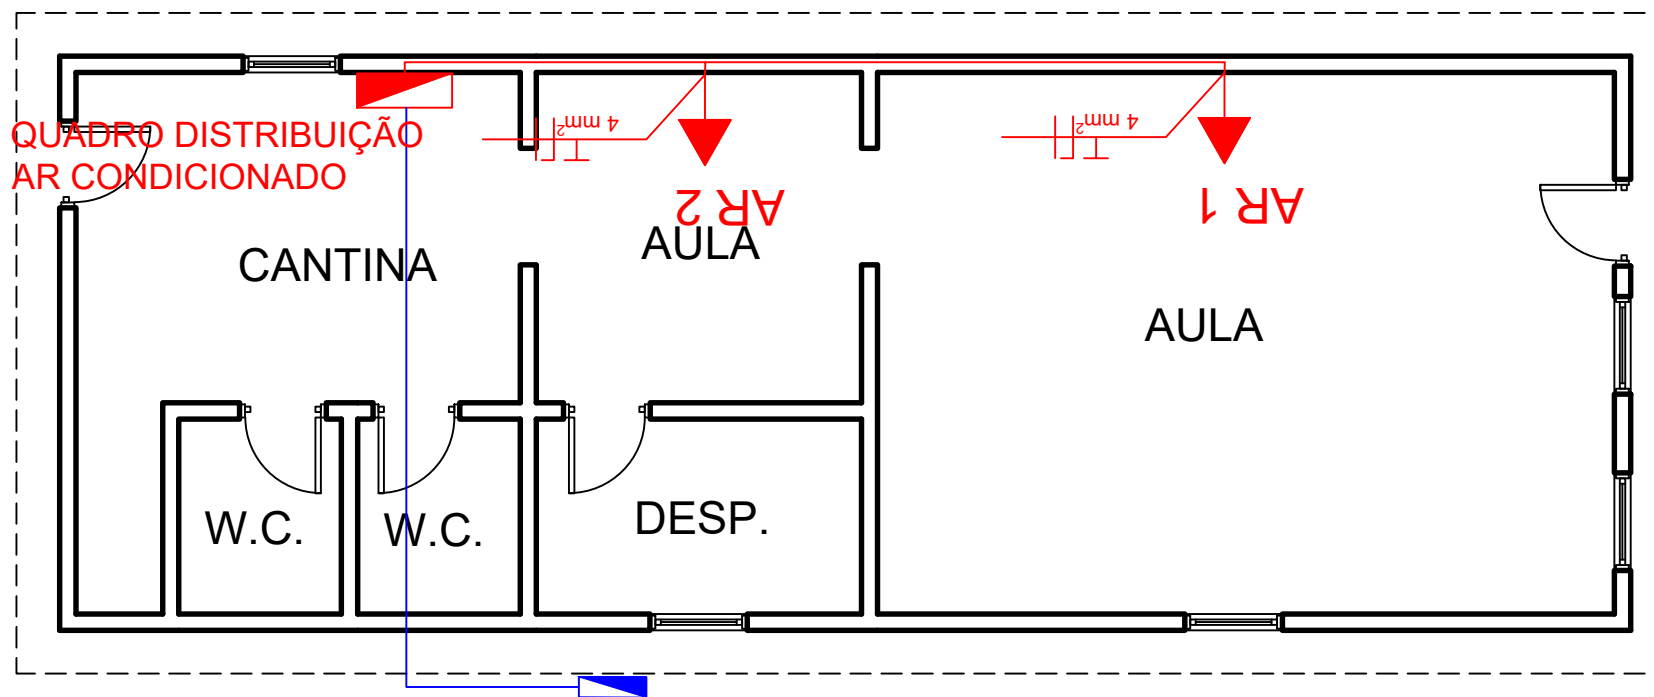 4 mm²
4 mm²
QUADRO DISTRIBUIÇÃO
AR CONDICIONADO
AR 2
AR 1
AULA
CANTINA
AULA
W.C.
W.C.
DESP.